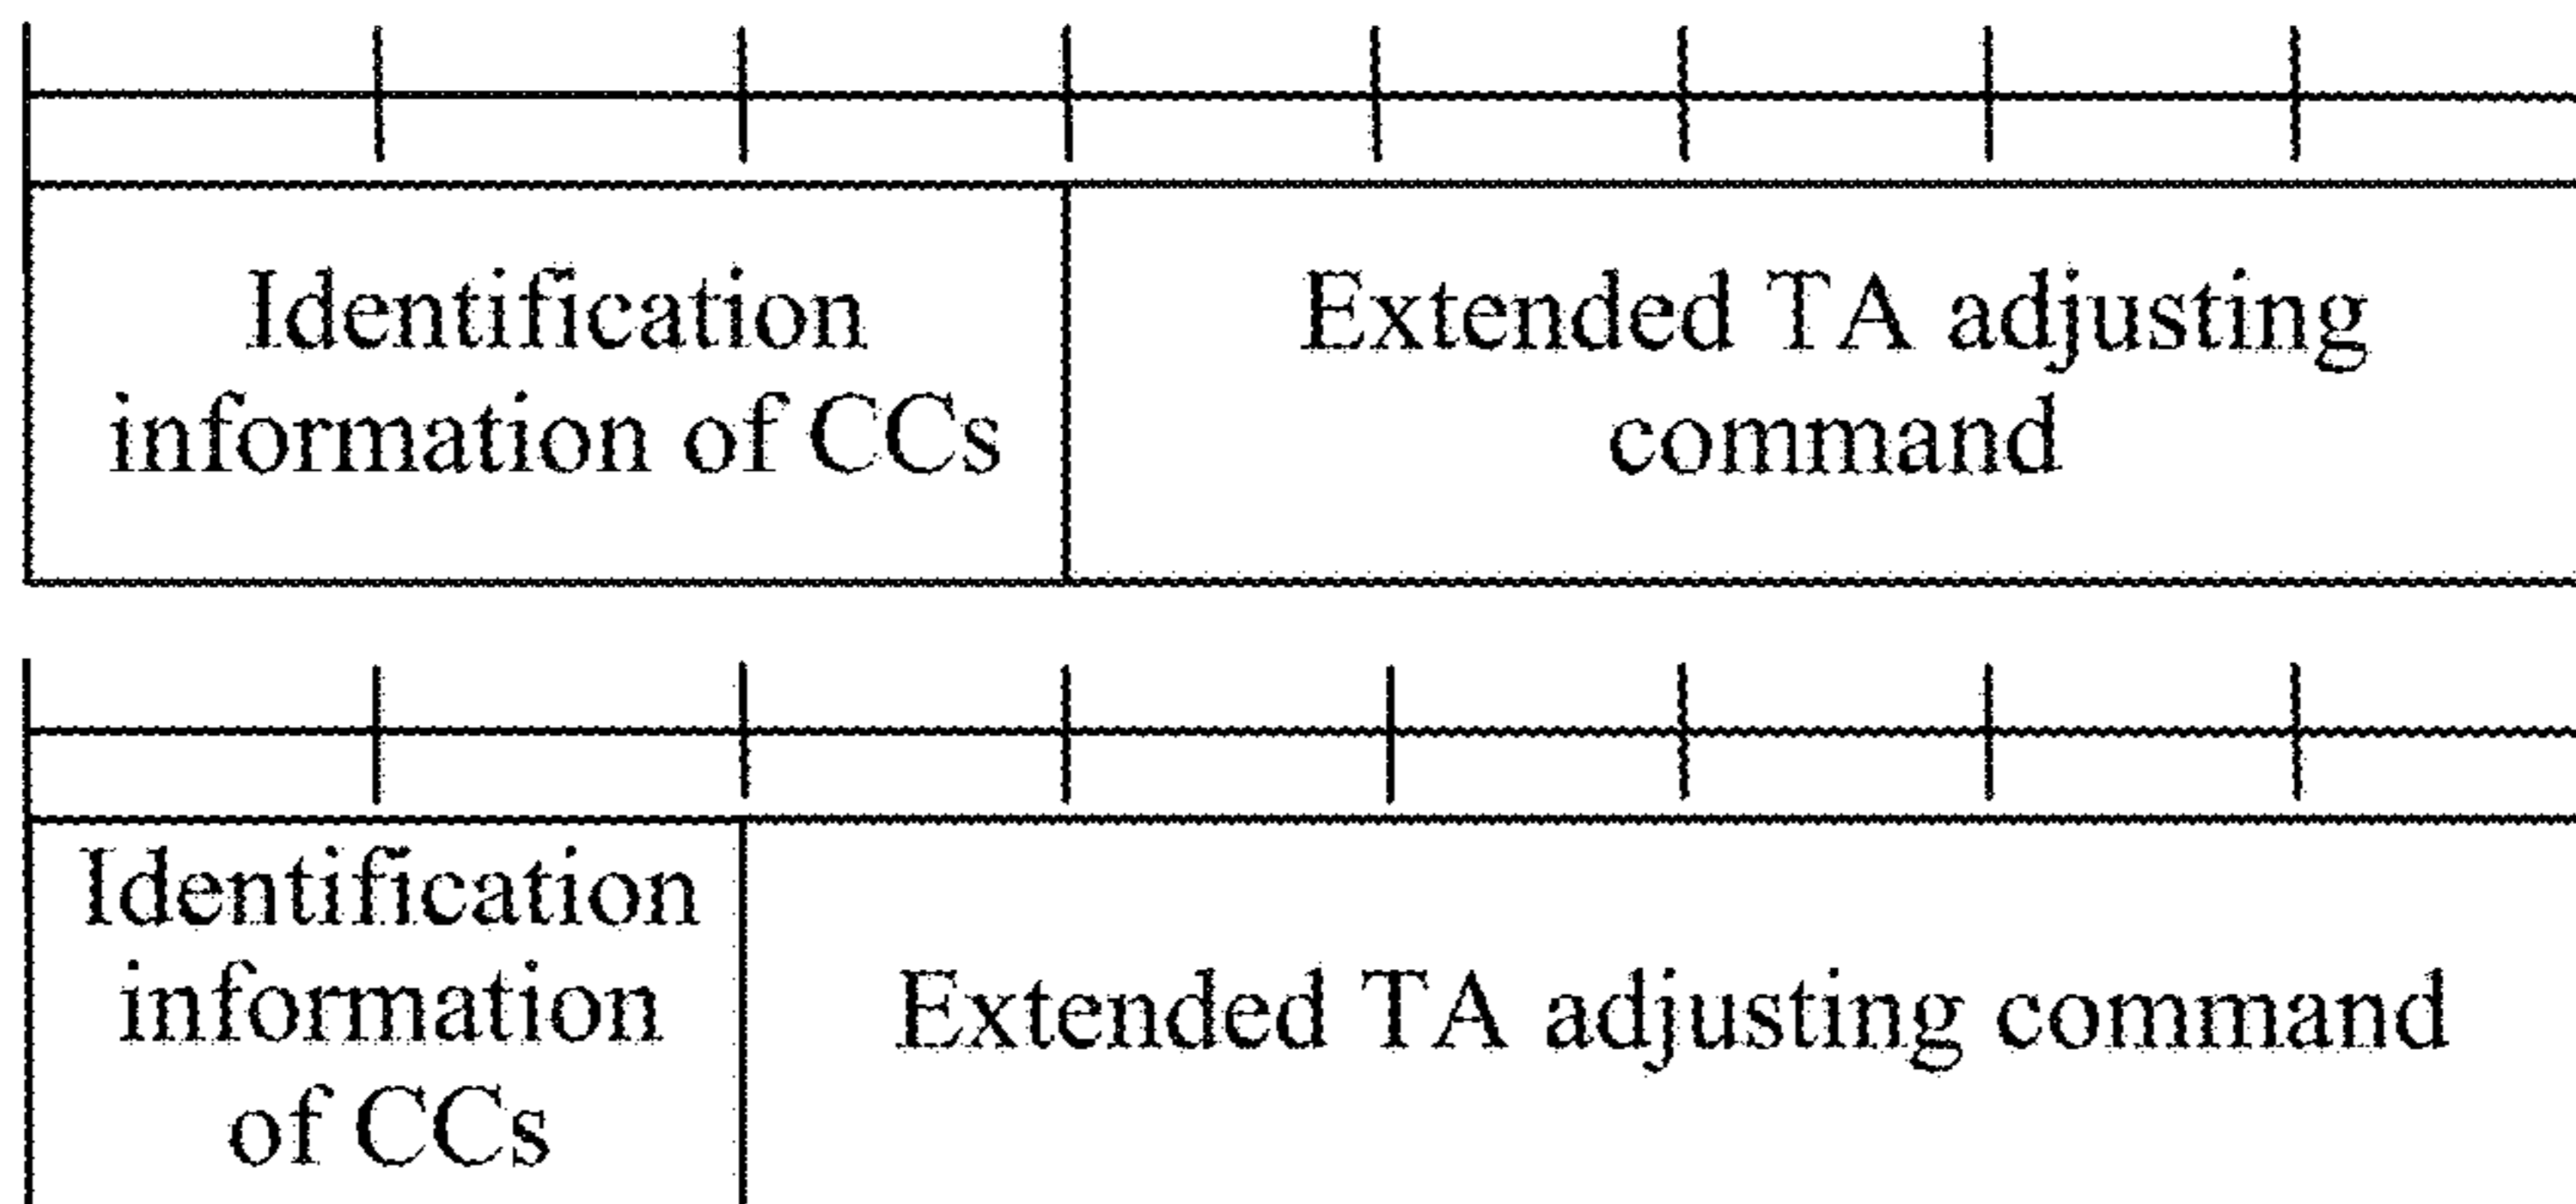 Identification
information of CCs
Extended TA adjusting
command
Identification
information
of CCs
Extended TA adjusting command